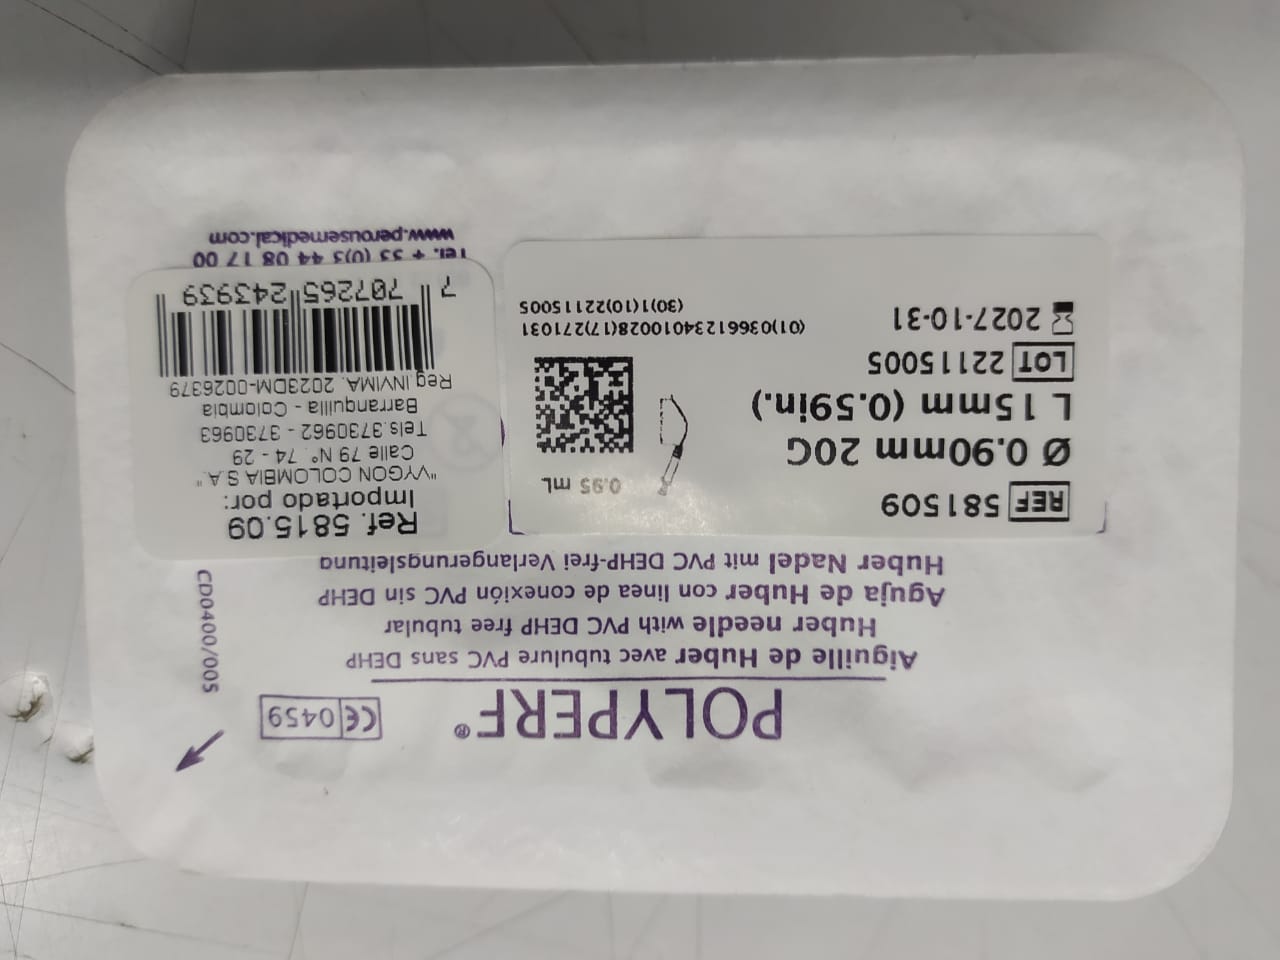 POLYPERF®
CE 0459
Aiguille de Huber avec tubulure PVC sans DEHP
Huber needle with PVC DEHP free tubular
Aguja de Huber con linea de conexión PVC sin DEHP
Huber Nadel mit PVC DEHP-frei Verlangerungsleitung
CD0400/005
REF 581509
Ø 0.90mm 20G
L 15mm (0.59in.)
LOT 22115005
2027-10-31
0.95 mL
(01)03661234010028(17)271031
(30)1(10)22115005
Ref. 5815.09
Importado por:
"VYGON COLOMBIA S.A."
Calle 79 N°. 74 - 29
Tels.3730962 - 3730963
Barranquilla - Colombia
Reg.INVIMA. 2023DM-0026379
7 707265 243939
Tel. + 33 (0)3 44 08 17 00
www.perousemedical.com